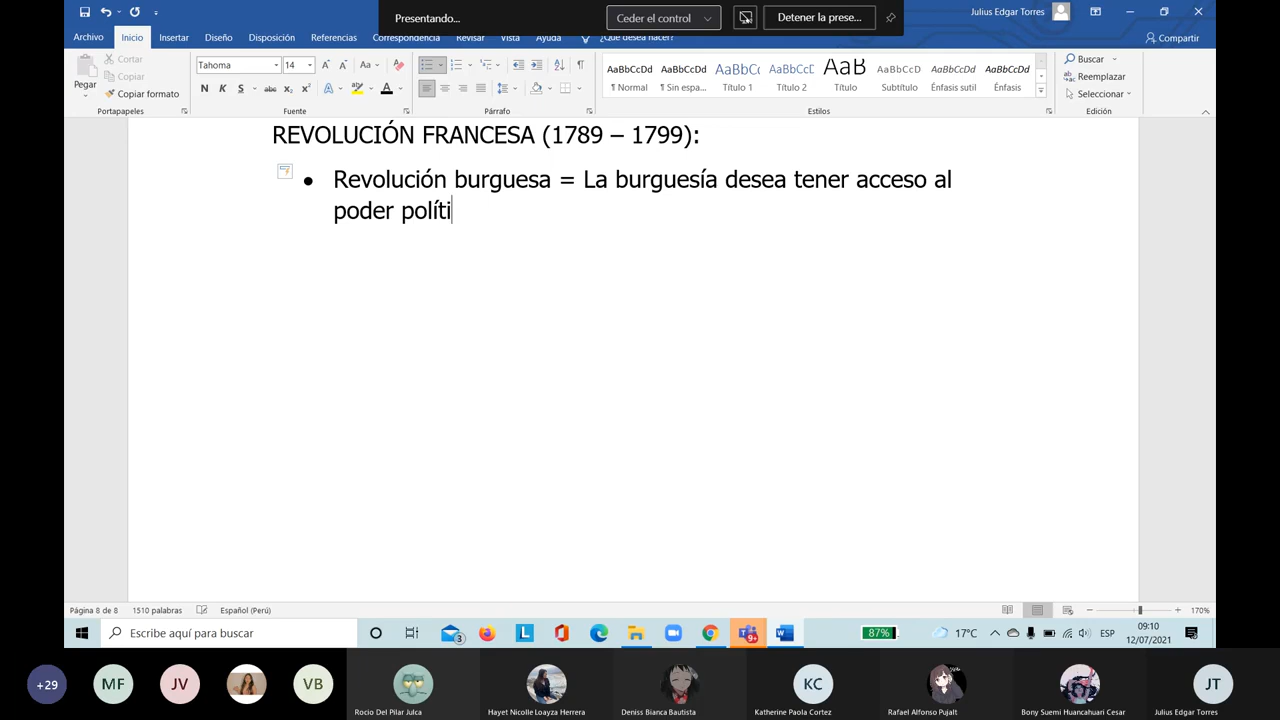 Presentando...
Ceder el control
Detener la prese...
Julius Edgar Torres
Archivo Inicio Insertar Diseño Disposición Referencias Correspondencia Revisar Vista Ayuda ¿Qué desea hacer?
Compartir
Pegar
Cortar
Copiar
Copiar formato
Portapapeles
Tahoma 14
N K S abc x₂ x²
Fuente
Párrafo
AaBbCcDd AaBbCcDd AaBbCc AaBbCcD AaB AaBbCcD AaBbCcDd AaBbCcDd
¶ Normal ¶ Sin espa... Título 1 Título 2 Título Subtítulo Énfasis sutil Énfasis
Estilos
Buscar
Reemplazar
Seleccionar
Edición
REVOLUCIÓN FRANCESA (1789 – 1799):
• Revolución burguesa = La burguesía desea tener acceso al
poder políti
Página 8 de 8 1510 palabras Español (Perú) 170%
Escribe aquí para buscar
3
9+
87%
17°C
ESP
09:10
12/07/2021
+29 MF JV VB KC JT
Rocio Del Pilar Julca Hayet Nicolle Loayza Herrera Deniss Bianca Bautista Katherine Paola Cortez Rafael Alfonso Pujalt Bony Suemi Huancahuari Cesar Julius Edgar Torres